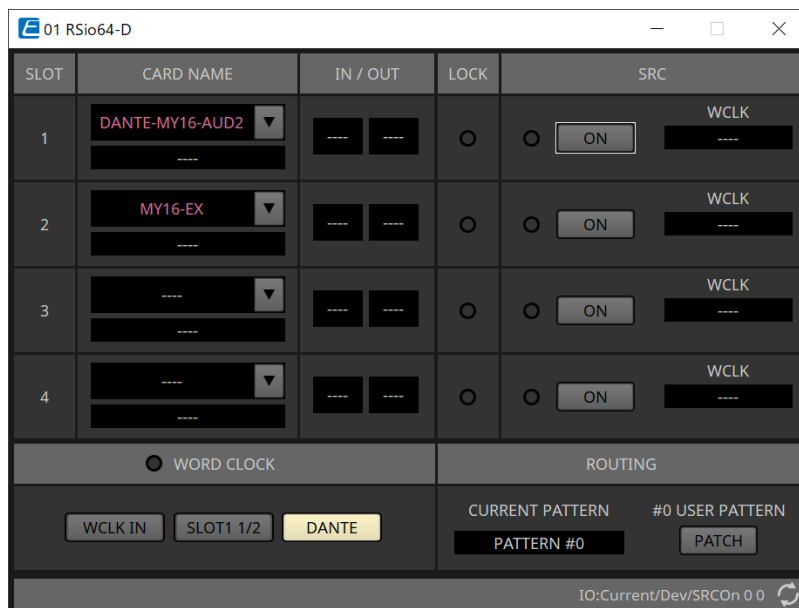 01 RSio64-D
SLOT CARD NAME IN / OUT LOCK SRC
DANTE-MY16-AUD2 ▼
WCLK
1 ---- ---- ON ----
----
MY16-EX ▼
WCLK
2 ---- ---- ON ----
----
---- ▼
WCLK
3 ---- ---- ON ----
----
---- ▼
WCLK
4 ---- ---- ON ----
----
WORD CLOCK ROUTING
CURRENT PATTERN #0 USER PATTERN
WCLK IN SLOT1 1/2 DANTE
PATTERN #0 PATCH
IO:Current/Dev/SRCOn 0 0